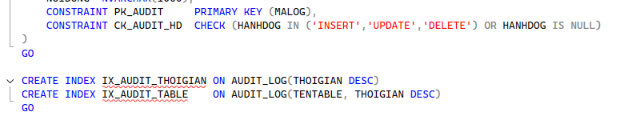 CONSTRAINT PK_AUDIT     PRIMARY KEY (MALOG),
CONSTRAINT CK_AUDIT_HD  CHECK (HANHDOG IN ('INSERT','UPDATE','DELETE') OR HANHDOG IS NULL)
)
GO
CREATE INDEX IX_AUDIT_THOIGIAN ON AUDIT_LOG(THOIGIAN DESC)
CREATE INDEX IX_AUDIT_TABLE    ON AUDIT_LOG(TENTABLE, THOIGIAN DESC)
GO